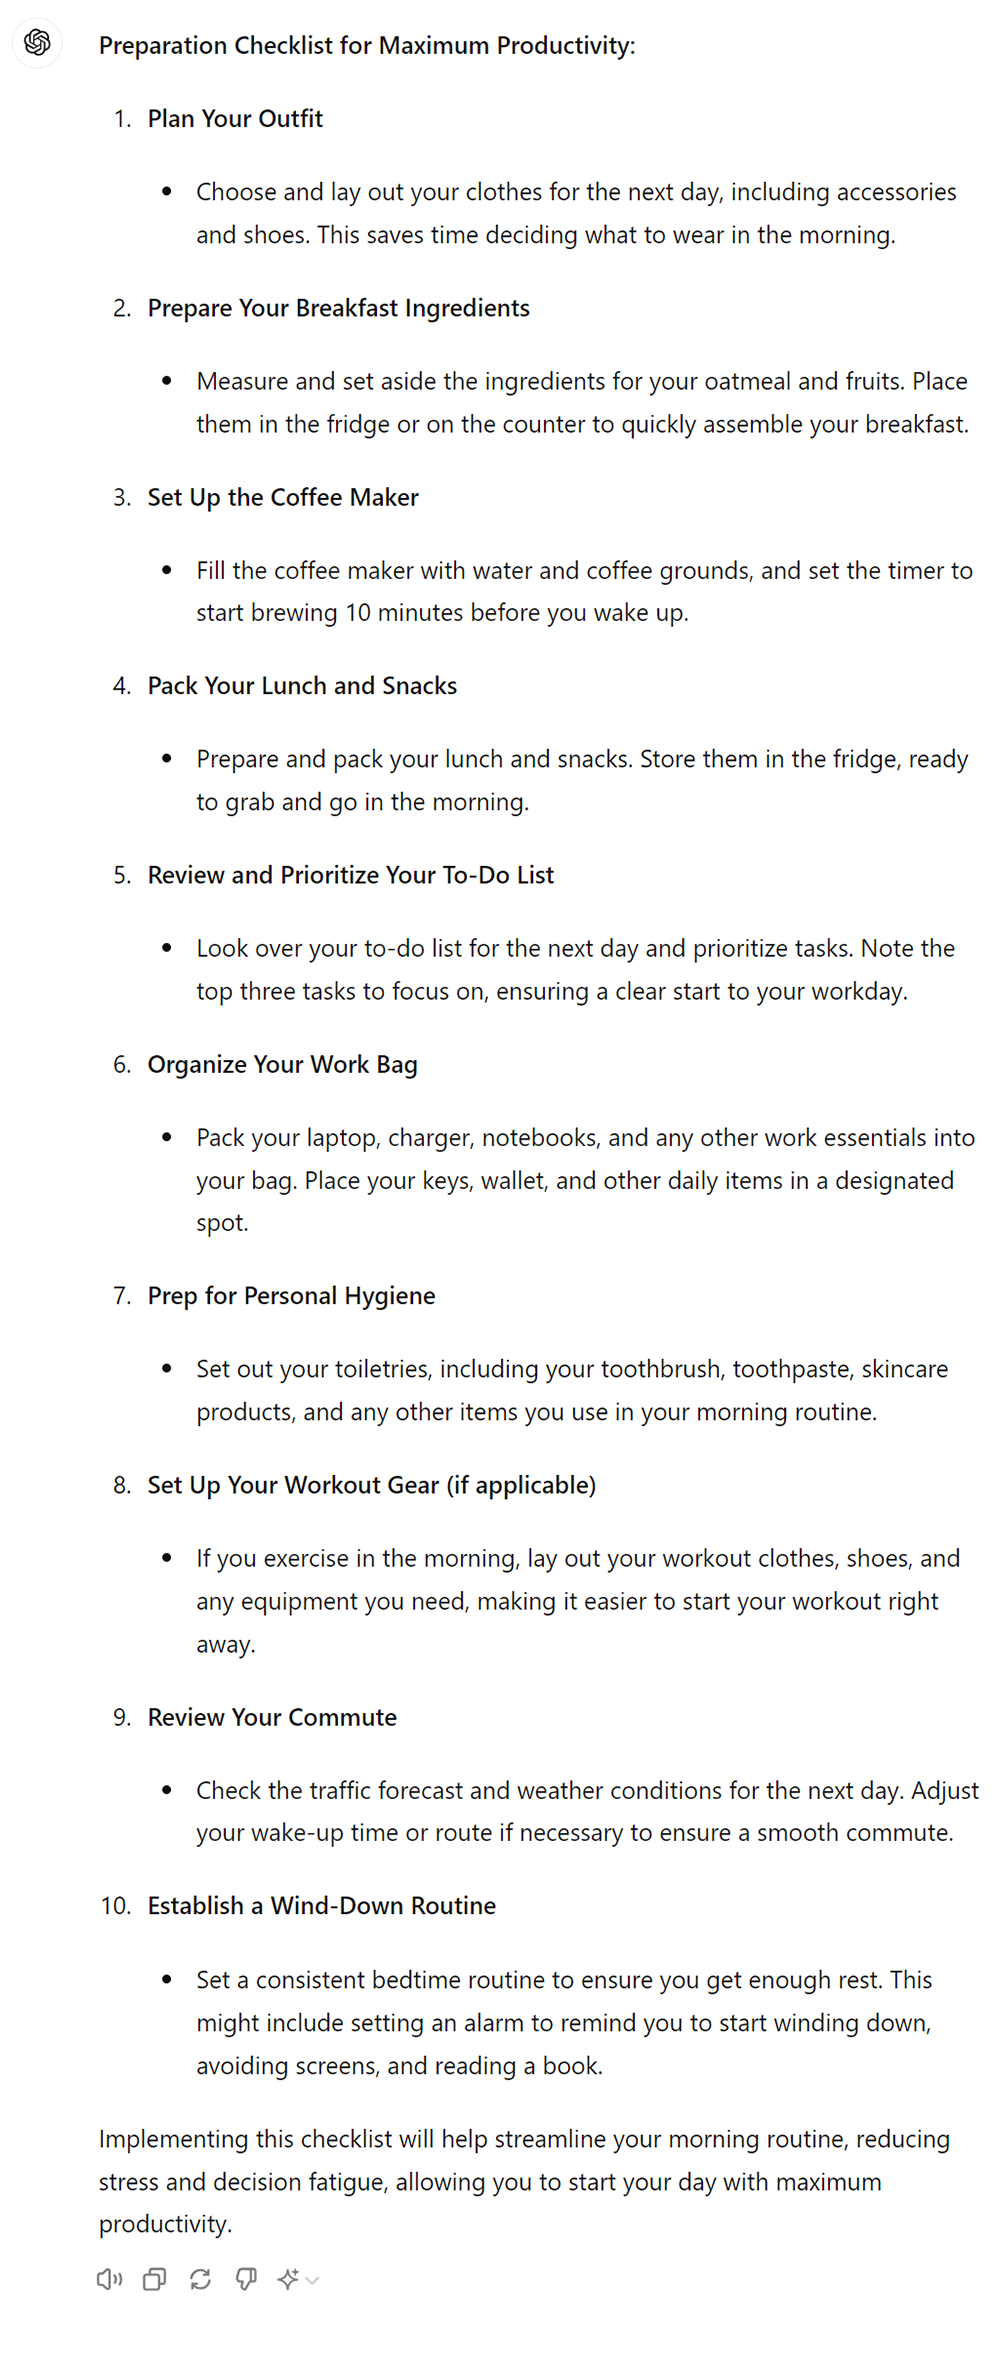 Preparation Checklist for Maximum Productivity:
1. Plan Your Outfit
• Choose and lay out your clothes for the next day, including accessories
and shoes. This saves time deciding what to wear in the morning.
2. Prepare Your Breakfast Ingredients
• Measure and set aside the ingredients for your oatmeal and fruits. Place
them in the fridge or on the counter to quickly assemble your breakfast.
3. Set Up the Coffee Maker
• Fill the coffee maker with water and coffee grounds, and set the timer to
start brewing 10 minutes before you wake up.
4. Pack Your Lunch and Snacks
• Prepare and pack your lunch and snacks. Store them in the fridge, ready
to grab and go in the morning.
5. Review and Prioritize Your To-Do List
• Look over your to-do list for the next day and prioritize tasks. Note the
top three tasks to focus on, ensuring a clear start to your workday.
6. Organize Your Work Bag
• Pack your laptop, charger, notebooks, and any other work essentials into
your bag. Place your keys, wallet, and other daily items in a designated
spot.
7. Prep for Personal Hygiene
• Set out your toiletries, including your toothbrush, toothpaste, skincare
products, and any other items you use in your morning routine.
8. Set Up Your Workout Gear (if applicable)
• If you exercise in the morning, lay out your workout clothes, shoes, and
any equipment you need, making it easier to start your workout right
away.
9. Review Your Commute
• Check the traffic forecast and weather conditions for the next day. Adjust
your wake-up time or route if necessary to ensure a smooth commute.
10. Establish a Wind-Down Routine
• Set a consistent bedtime routine to ensure you get enough rest. This
might include setting an alarm to remind you to start winding down,
avoiding screens, and reading a book.
Implementing this checklist will help streamline your morning routine, reducing
stress and decision fatigue, allowing you to start your day with maximum
productivity.